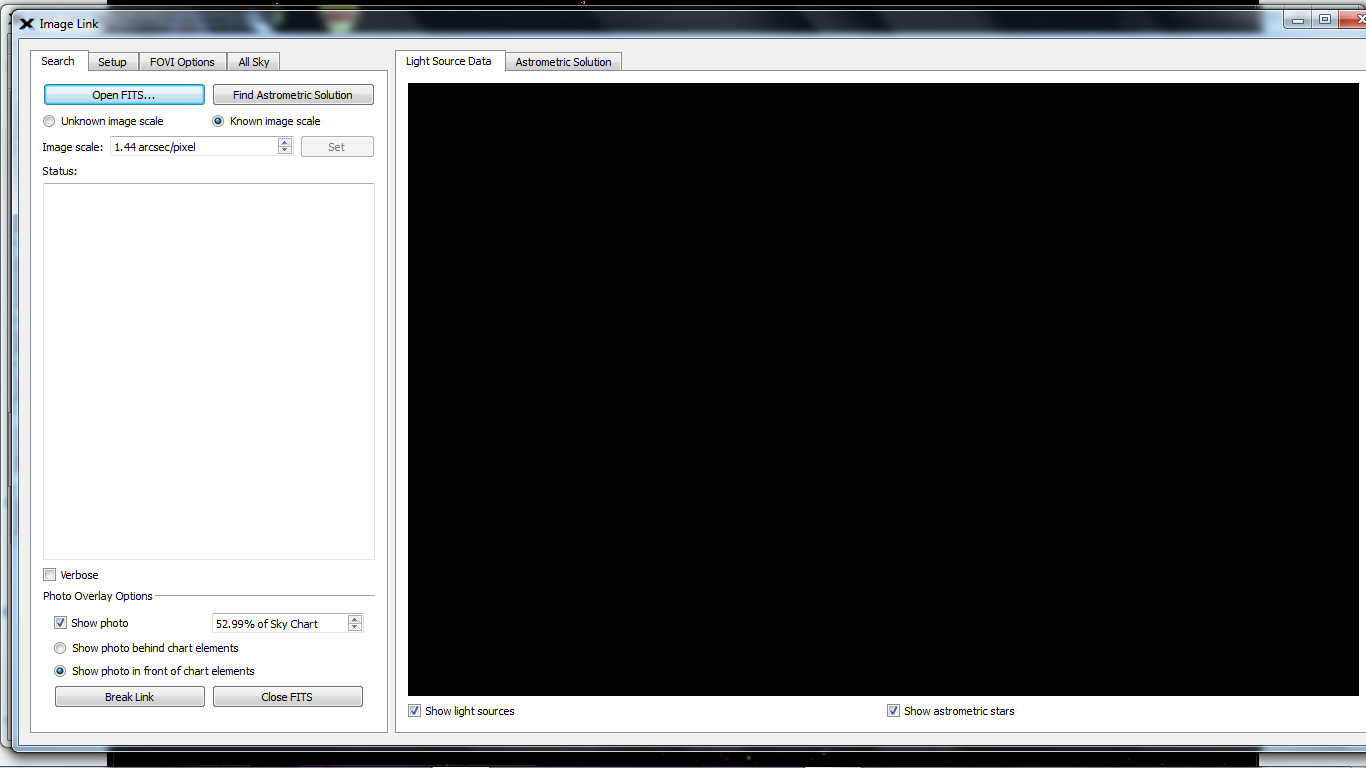 Image Link
Search Setup FOVI Options All Sky
Light Source Data Astrometric Solution
Open FITS... Find Astrometric Solution
Unknown image scale Known image scale
Image scale: 1.44 arcsec/pixel Set
Status:
Verbose
Photo Overlay Options
Show photo 52.99% of Sky Chart
Show photo behind chart elements
Show photo in front of chart elements
Break Link Close FITS
Show light sources Show astrometric stars